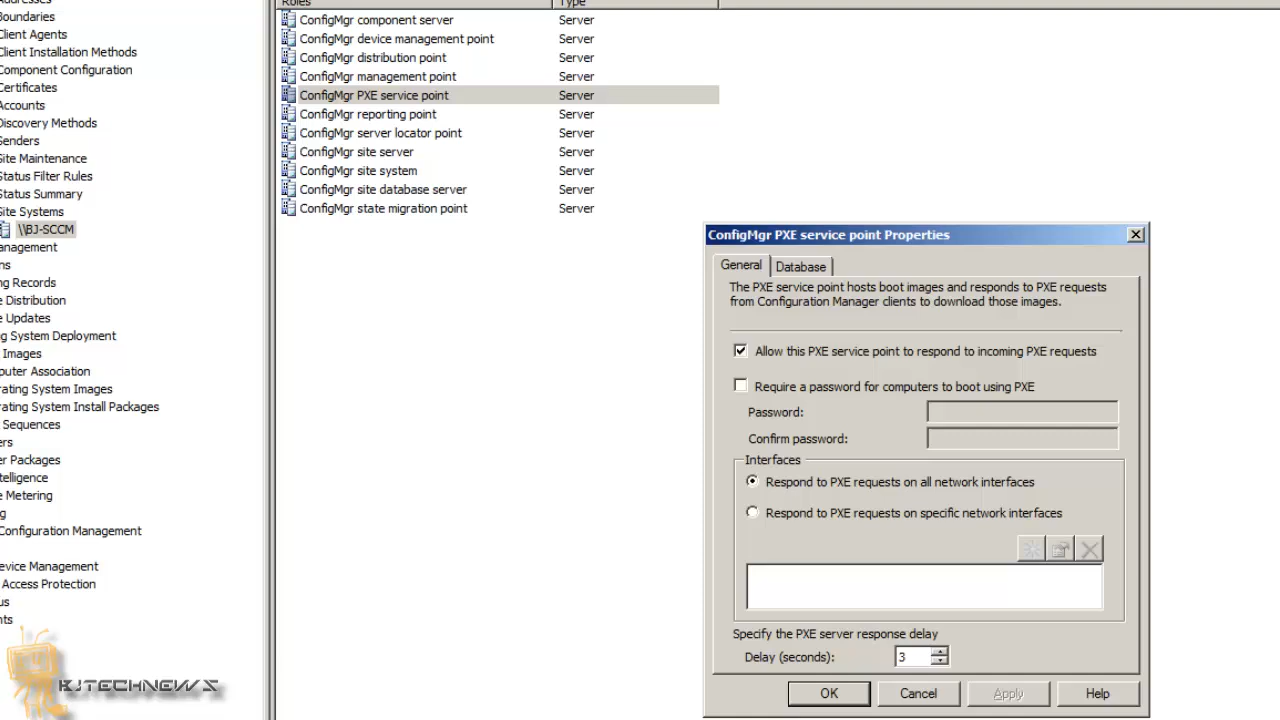 Addresses
Boundaries
Client Agents
Client Installation Methods
Component Configuration
Certificates
Accounts
Discovery Methods
Senders
Site Maintenance
Status Filter Rules
Status Summary
Site Systems
\\BJ-SCCM
anagement
ns
ng Records
e Distribution
e Updates
ng System Deployment
Images
puter Association
rating System Images
rating System Install Packages
Sequences
ers
er Packages
telligence
e Metering
g
Configuration Management
evice Management
Access Protection
us
nts
BJTECHNEWS
Roles Type
ConfigMgr component server Server
ConfigMgr device management point Server
ConfigMgr distribution point Server
ConfigMgr management point Server
ConfigMgr PXE service point Server
ConfigMgr reporting point Server
ConfigMgr server locator point Server
ConfigMgr site server Server
ConfigMgr site system Server
ConfigMgr site database server Server
ConfigMgr state migration point Server
ConfigMgr PXE service point Properties
General Database
The PXE service point hosts boot images and responds to PXE requests
from Configuration Manager clients to download those images.
Allow this PXE service point to respond to incoming PXE requests
Require a password for computers to boot using PXE
Password:
Confirm password:
Interfaces
Respond to PXE requests on all network interfaces
Respond to PXE requests on specific network interfaces
Specify the PXE server response delay
Delay (seconds): 3
OK Cancel Apply Help